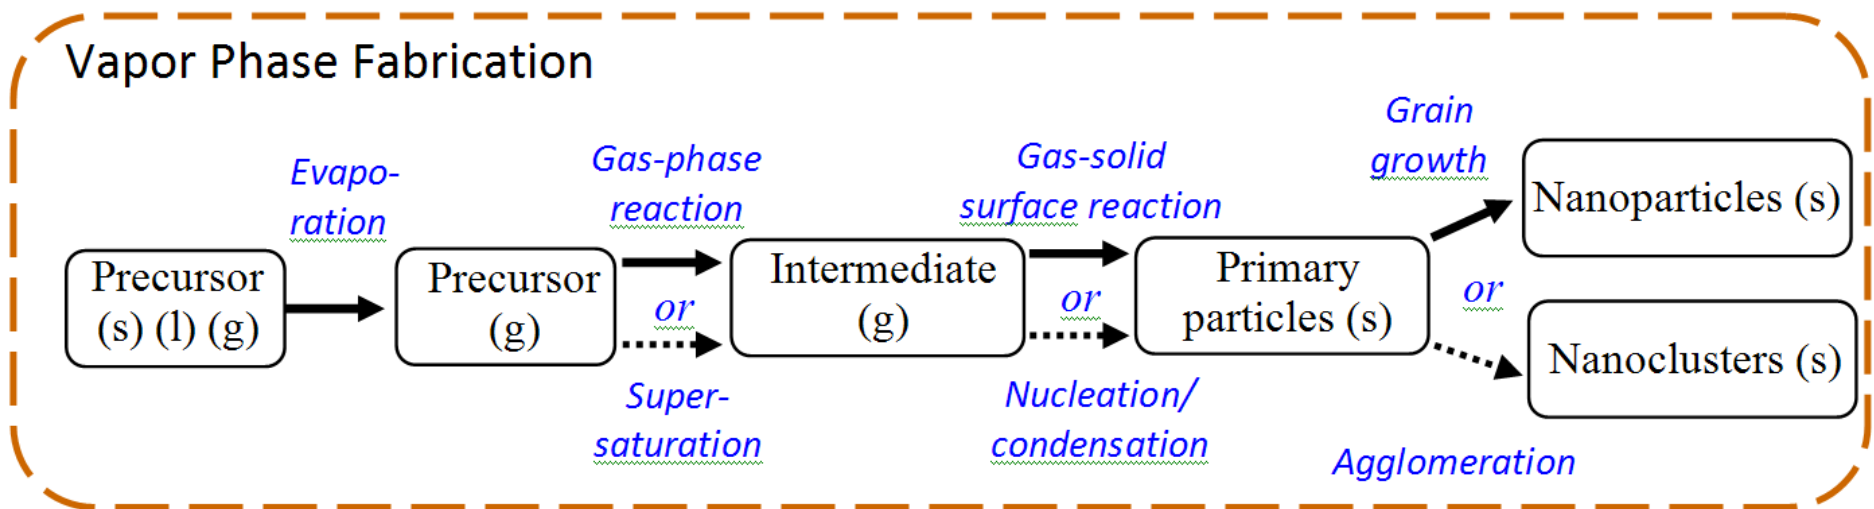 Vapor Phase Fabrication
Precursor
(s) (l) (g)
Evapo-
ration
Precursor
(g)
Gas-phase
reaction
or
Super-
saturation
Intermediate
(g)
Gas-solid
surface reaction
or
Nucleation/
condensation
Primary
particles (s)
Grain
growth
or
Agglomeration
Nanoparticles (s)
Nanoclusters (s)